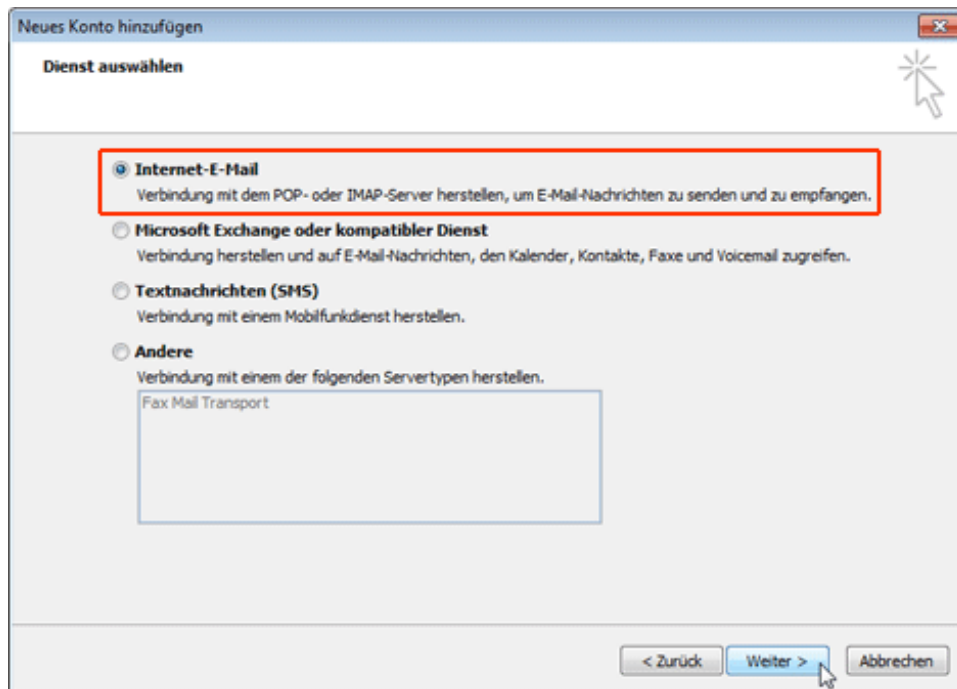 Neues Konto hinzufügen
Dienst auswählen
Internet-E-Mail
Verbindung mit dem POP- oder IMAP-Server herstellen, um E-Mail-Nachrichten zu senden und zu empfangen.
Microsoft Exchange oder kompatibler Dienst
Verbindung herstellen und auf E-Mail-Nachrichten, den Kalender, Kontakte, Faxe und Voicemail zugreifen.
Textnachrichten (SMS)
Verbindung mit einem Mobilfunkdienst herstellen.
Andere
Verbindung mit einem der folgenden Servertypen herstellen.
Fax Mail Transport
< Zurück Weiter > Abbrechen